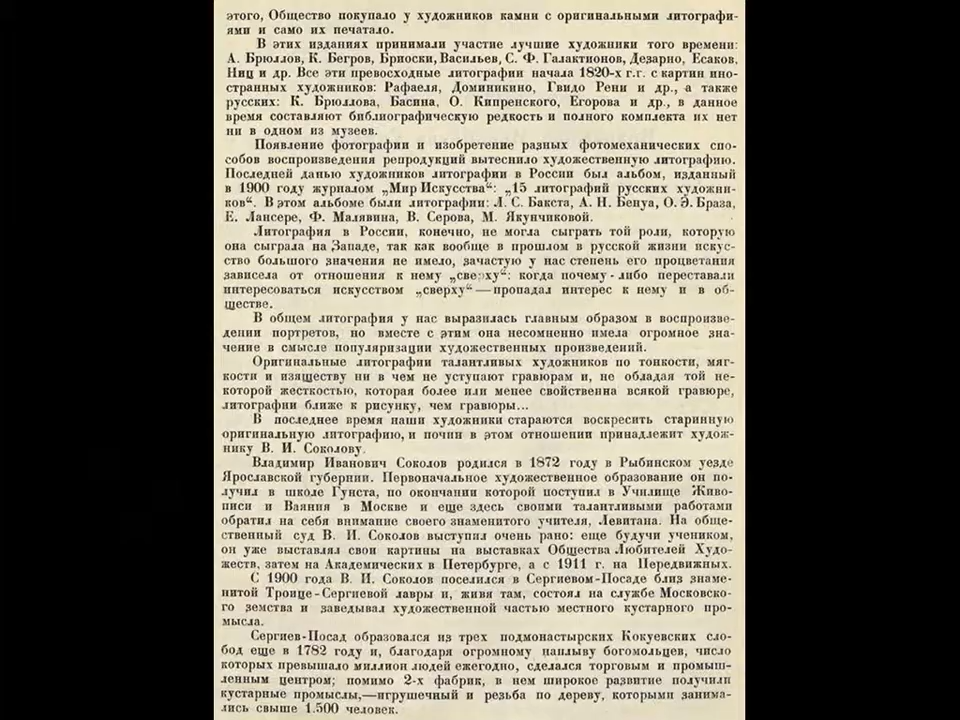 этого, Общество покупало у художников камни с оригинальными литографи-
ями и само их печатало.
В этих изданиях принимали участие лучшие художники того времени:
А. Брюллов, К. Бегров, Бриоски, Васильев, С. Ф. Галактионов, Дезарно, Есаков,
Ниц и др. Все эти превосходные литографии начала 1820-х г.г. с картин ино-
странных художников: Рафаеля, Доминикино, Гвидо Рени и др., а также
русских: К. Брюллова, Басина, О. Кипренского, Егорова и др., в данное
время составляют библиографическую редкость и полного комплекта их нет
ни в одном из музеев.
Появление фотографии и изобретение разных фотомеханических спо-
собов воспроизведения репродукций вытеснило художественную литографию.
Последней данью художников литографии в России был альбом, изданный
в 1900 году журналом „Мир Искусства“: „15 литографий русских художни-
ков“. В этом альбоме были литографии: Л. С. Бакста, А. Н. Бенуа, О. Э. Браза,
Е. Лансере, Ф. Малявина, В. Серова, М. Якунчиковой.
Литография в России, конечно, не могла сыграть той роли, которую
она сыграла на Западе, так как вообще в прошлом в русской жизни искус-
ство большого значения не имело, зачастую у нас степень его процветания
зависела от отношения к нему „сверху“: когда почему-либо переставали
интересоваться искусством „сверху“—пропадал интерес к нему и в об-
ществе.
В общем литография у нас выразилась главным образом в воспроизве-
дении портретов, но вместе с этим она несомненно имела огромное зна-
чение в смысле популяризации художественных произведений.
Оригинальные литографии талантливых художников по тонкости, мяг-
кости и изяществу ни в чем не уступают гравюрам и, не обладая той не-
которой жесткостью, которая более или менее свойственна всякой гравюре,
литографии ближе к рисунку, чем гравюры...
В последнее время наши художники стараются воскресить старинную
оригинальную литографию, и почин в этом отношении принадлежит худож-
нику В. И. Соколову.
Владимир Иванович Соколов родился в 1872 году в Рыбинском уезде
Ярославской губернии. Первоначальное художественное образование он по-
лучил в школе Гунста, по окончании которой поступил в Училище Живо-
писи и Ваяния в Москве и еще здесь своими талантливыми работами
обратил на себя внимание своего знаменитого учителя, Левитана. На обще-
ственный суд В. И. Соколов выступил очень рано: еще будучи учеником,
он уже выставлял свои картины на выставках Общества Любителей Худо-
жеств, затем на Академических в Петербурге, а с 1911 г. на Передвижных.
С 1900 года В. И. Соколов поселился в Сергиевом-Посаде близ знаме-
нитой Троице-Сергиевой лавры и, живя там, состоял на службе Московско-
го земства и заведывал художественной частью местного кустарного про-
мысла.
Сергиев-Посад образовался из трех подмонастырских Кокуевских сло-
бод еще в 1782 году и, благодаря огромному наплыву богомольцев, число
которых превышало миллион людей ежегодно, сделался торговым и промыш-
ленным центром; помимо 2-х фабрик, в нем широкое развитие получили
кустарные промыслы,—игрушечный и резьба по дереву, которыми занима-
лись свыше 1.500 человек.